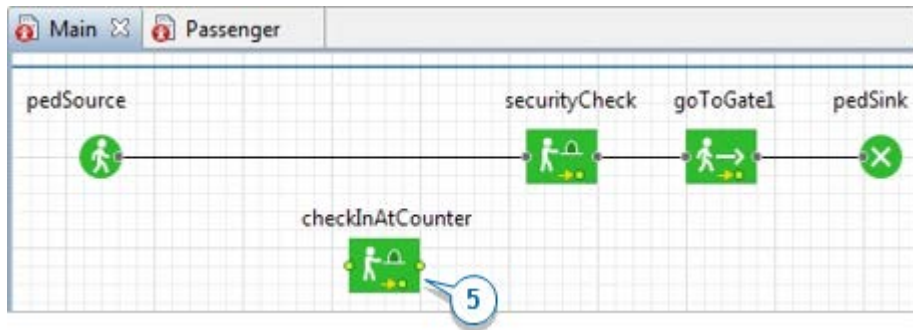 Main Passenger
pedSource securityCheck goToGate1 pedSink
checkInAtCounter
5